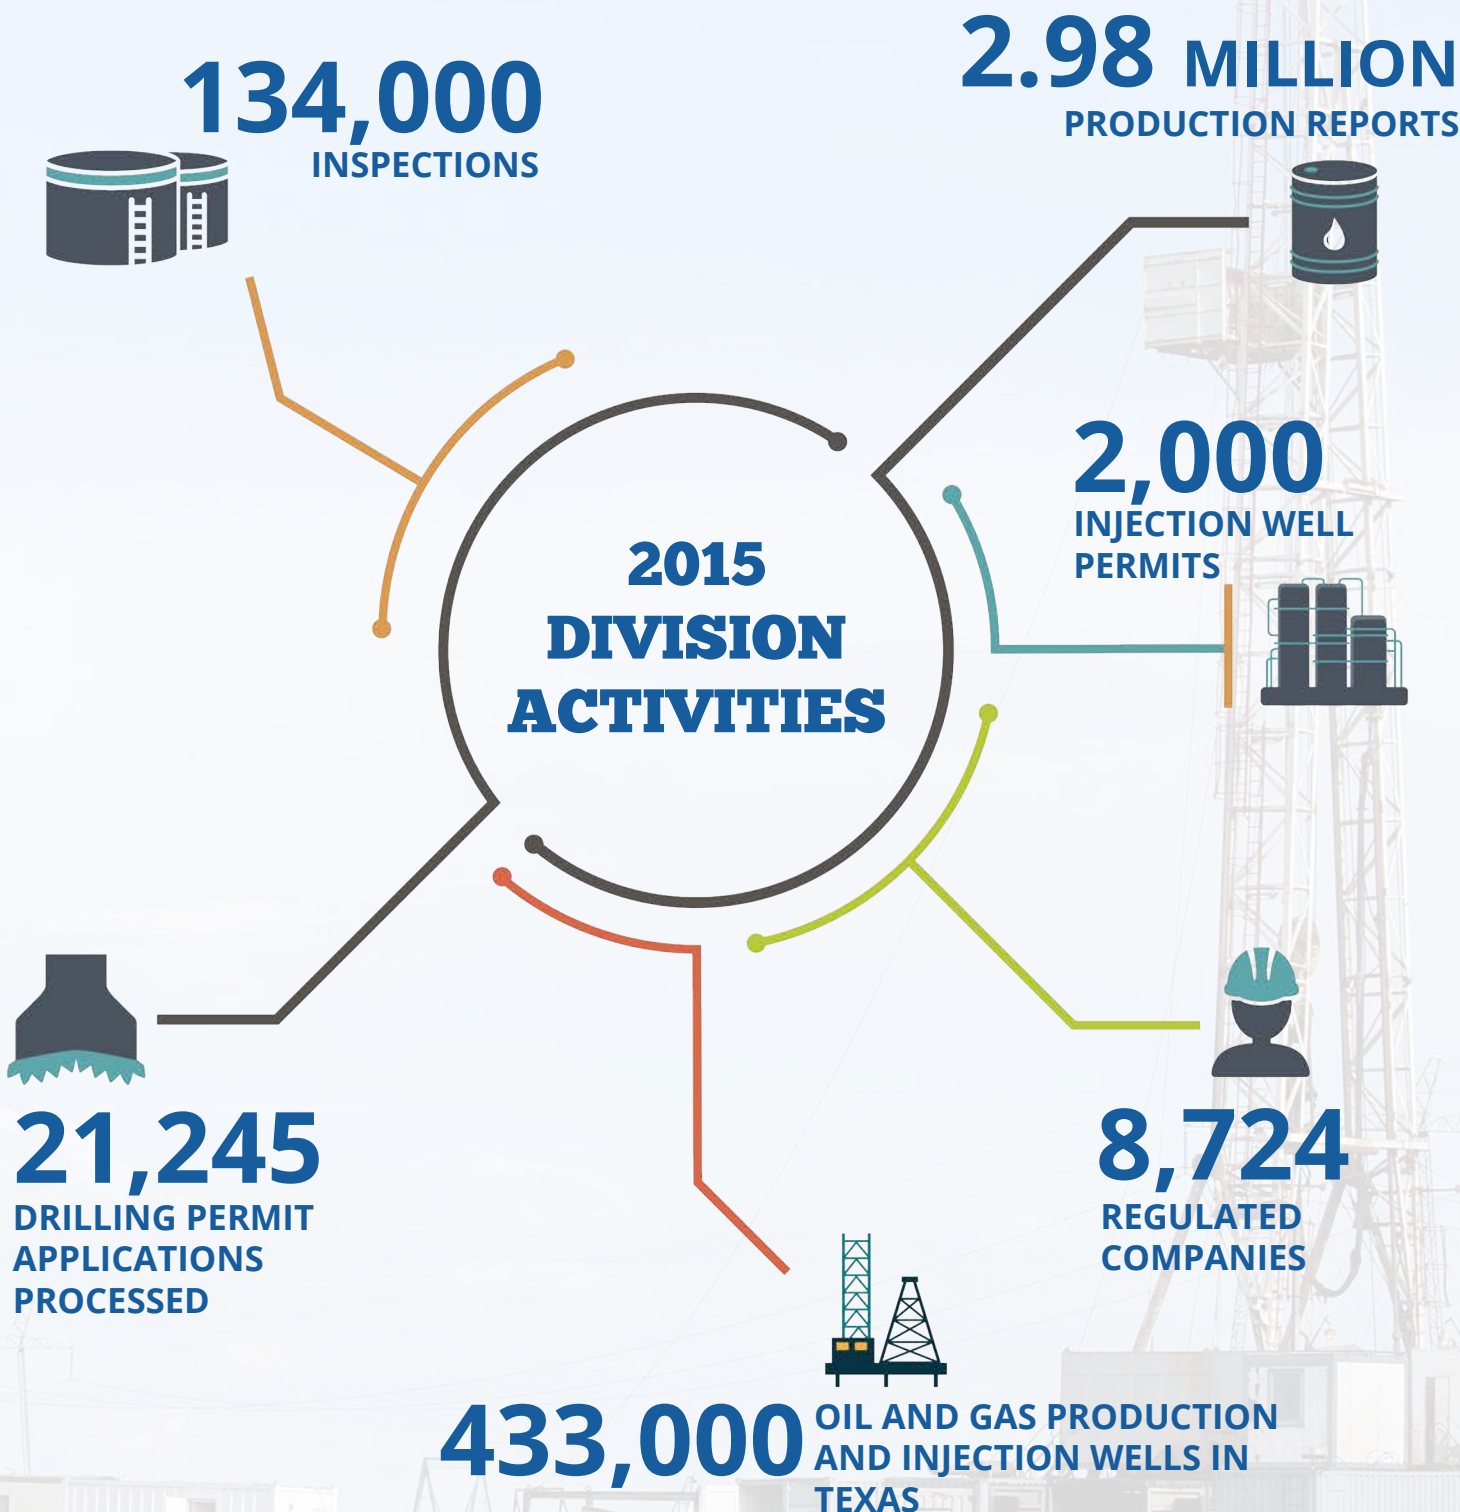 134,000
INSPECTIONS
2.98 MILLION
PRODUCTION REPORTS
2,000
INJECTION WELL
PERMITS
2015
DIVISION
ACTIVITIES
21,245
DRILLING PERMIT
APPLICATIONS
PROCESSED
8,724
REGULATED
COMPANIES
433,000
OIL AND GAS PRODUCTION
AND INJECTION WELLS IN
TEXAS